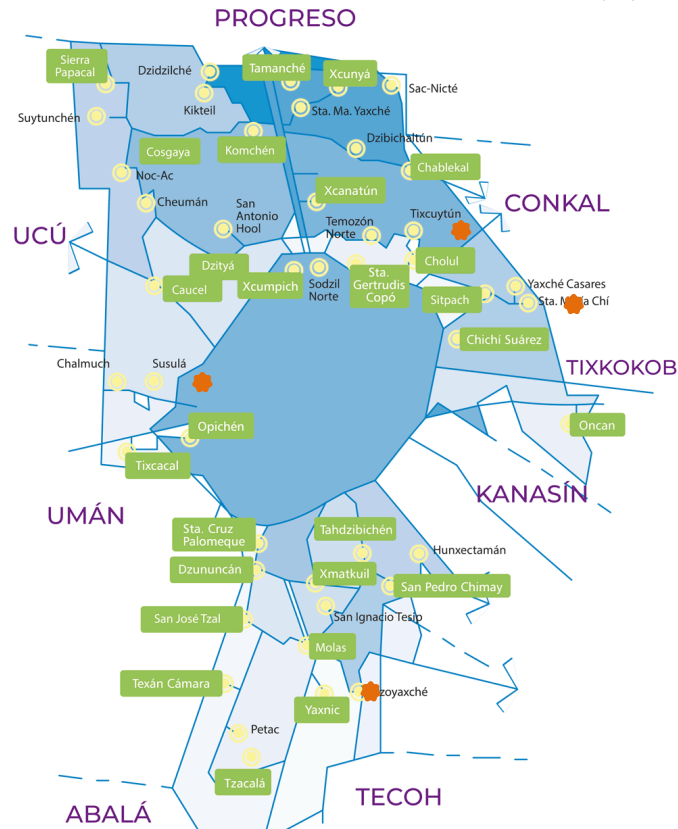 PROGRESO
Sierra
Papacal
Dzidzilché
Tamanché
Xcunyá
Sac-Nicté
Kikteil
Sta. Ma. Yaxché
Suytunchén
Dzibichaltún
Cosgaya
Komchén
Chablekal
Noc-Ac
Xcanatún
CONKAL
Cheumán
San
Antonio
Hool
Temozón
Norte
Tixcuytún
UCÚ
Dzityá
Cholul
Caucel
Xcumpich
Sodzil
Norte
Sta.
Gertrudis
Copó
Sitpach
Yaxché Casares
Sta. M Chí
Chichí Suárez
Chalmuch
Susulá
TIXKOKOB
Opichén
Oncan
Tixcacal
KANASÍN
UMÁN
Sta. Cruz
Palomeque
Tahdzibichén
Hunxectamán
Dzununcán
Xmatkuil
San Pedro Chimay
San José Tzal
San Ignacio Tesip
Molas
Texán Cámara
zoyaxché
Yaxnic
Petac
Tzacalá
TECOH
ABALÁ